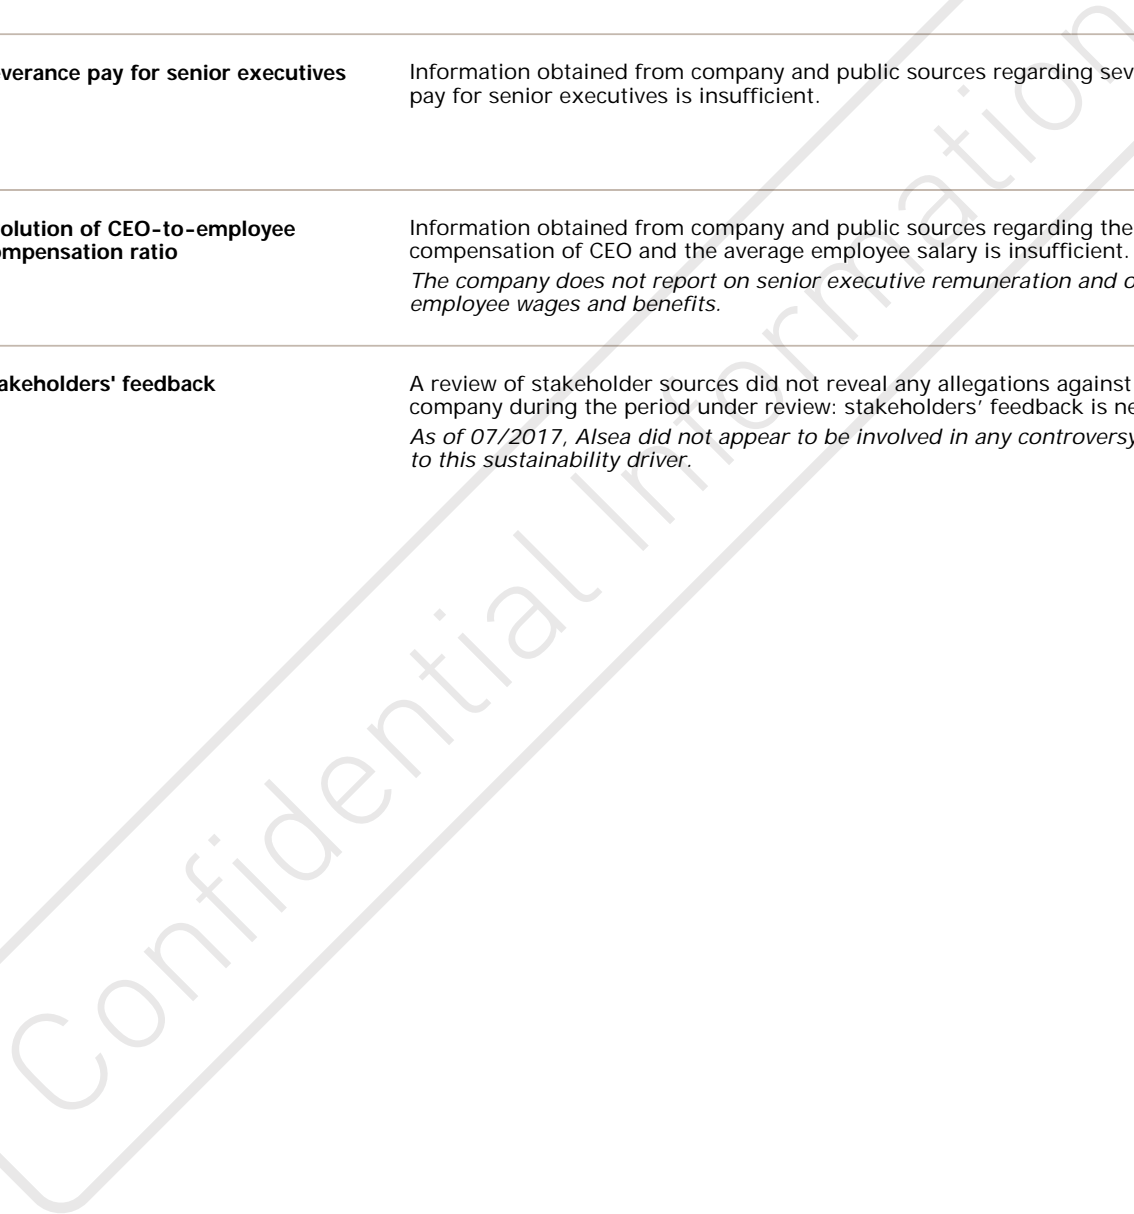 verance pay for senior executives
Information obtained from company and public sources regarding sev
pay for senior executives is insufficient.
olution of CEO-to-employee
mpensation ratio
Information obtained from company and public sources regarding the
compensation of CEO and the average employee salary is insufficient.
The company does not report on senior executive remuneration and o
employee wages and benefits.
akeholders' feedback
A review of stakeholder sources did not reveal any allegations against
company during the period under review: stakeholders’ feedback is ne
As of 07/2017, Alsea did not appear to be involved in any controversy
to this sustainability driver.
Confidential Information